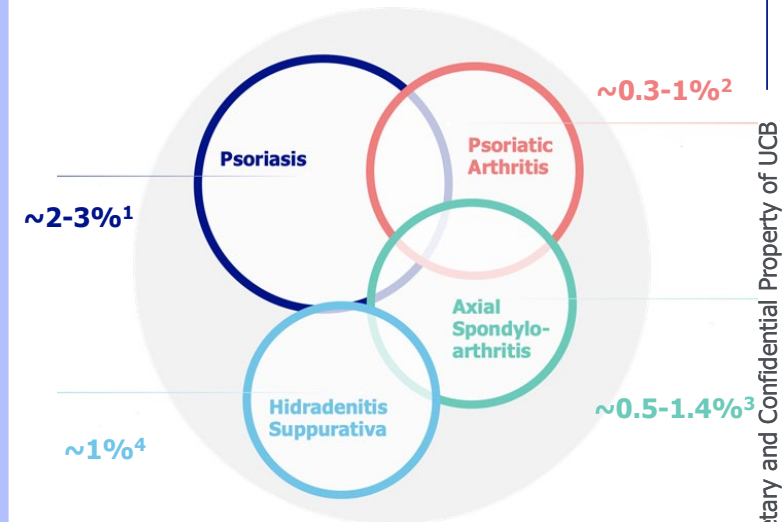 ~0.3-1%2
Psoriasis
Psoriatic
Arthritis
~2-3%1
Axial
Spondylo-
arthritis
Hidradenitis
Suppurativa
~0.5-1.4%3
~1%4
and Confidential Property of UCB